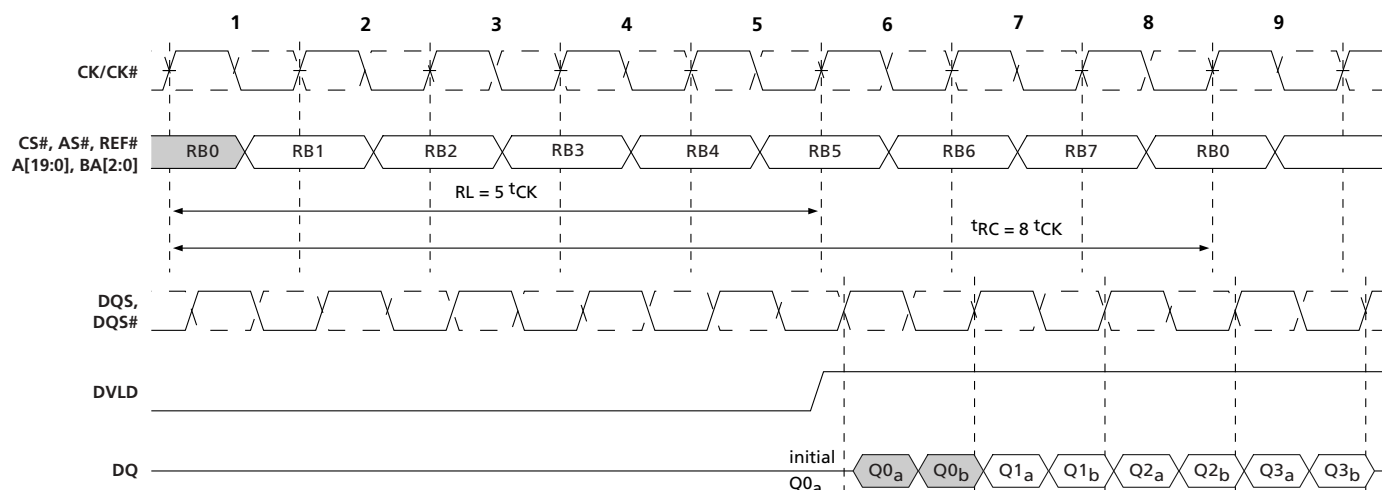 1 2 3 4 5 6 7 8 9
CK/CK#
CS#, AS#, REF#
A[19:0], BA[2:0]
RB0 RB1 RB2 RB3 RB4 RB5 RB6 RB7 RB0
RL = 5 tCK
tRC = 8 tCK
DQS,
DQS#
DVLD
DQ
initial
Q0a
Q0a Q0b Q1a Q1b Q2a Q2b Q3a Q3b